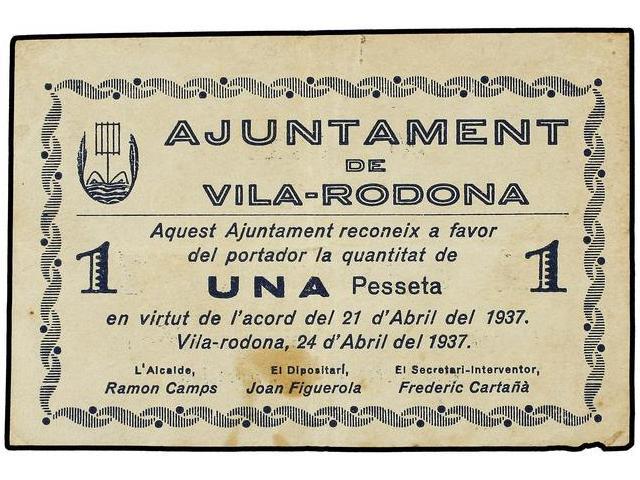 AJUNTAMENT
DE
VILA-RODONA
Aquest Ajuntament reconeix a favor
del portador la quantitat de
1 UNA Pesseta 1
en virtut de l'acord del 21 d'Abril del 1937.
Vila-rodona, 24 d'Abril del 1937.
L'Alcalde, El Dipositarí, El Secretari-Interventor,
Ramon Camps Joan Figuerola Frederic Cartañà